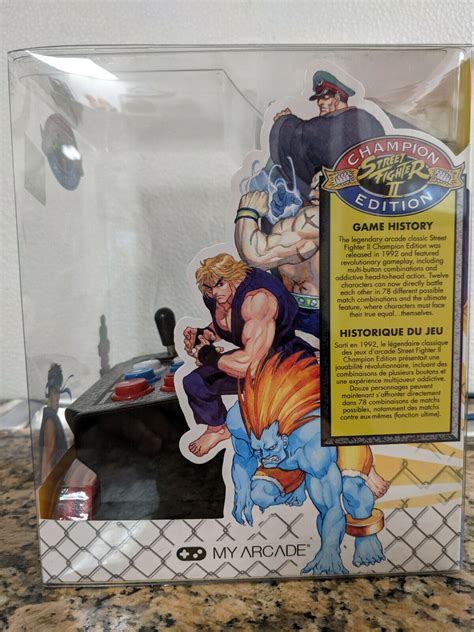 CHAMPION
STREET
FIGHTER
II
EDITION
GAME HISTORY
The legendary arcade classic Street
Fighter II Champion Edition was
released in 1992 and featured
revolutionary gameplay, including
multi-button combinations and
addictive head-to-head action. Twelve
characters can now directly battle
each other in 78 different possible
match combinations and the ultimate
feature, where characters must face
their true equal...themselves.
HISTORIQUE DU JEU
Sorti en 1992, le légendaire classique
des jeux d'arcade Street Fighter II
Champion Edition présentait une
jouabilité révolutionnaire, incluant des
combinaisons de plusieurs boutons et
une expérience multijoueur addictive.
Douze personnages peuvent
maintenant s'affronter directement
dans 78 combinaisons de matchs
possibles, notamment des matchs
contre eux-mêmes (fonction ultime).
MY ARCADE